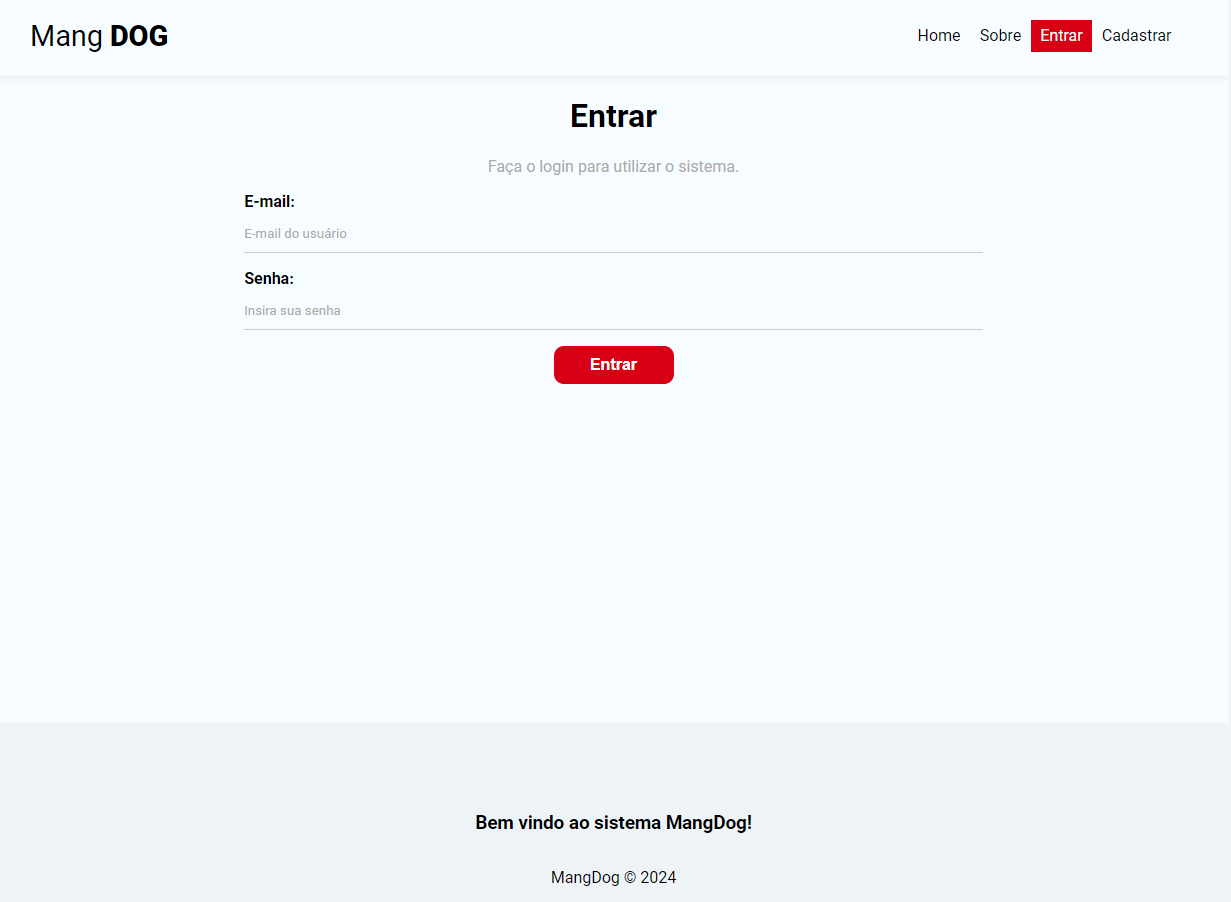 Mang DOG
Home Sobre Entrar Cadastrar
Entrar
Faça o login para utilizar o sistema.
E-mail:
E-mail do usuário
Senha:
Insira sua senha
Entrar
Bem vindo ao sistema MangDog!
MangDog © 2024